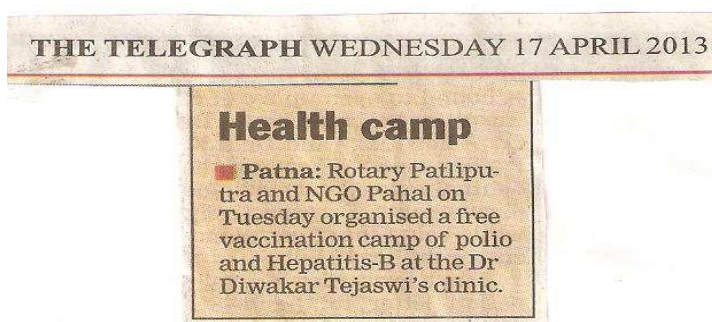 THE TELEGRAPH WEDNESDAY 17 APRIL 2013
Health camp
Patna: Rotary Patlipu-
tra and NGO Pahal on
Tuesday organised a free
vaccination camp of polio
and Hepatitis-B at the Dr
Diwakar Tejaswi's clinic.